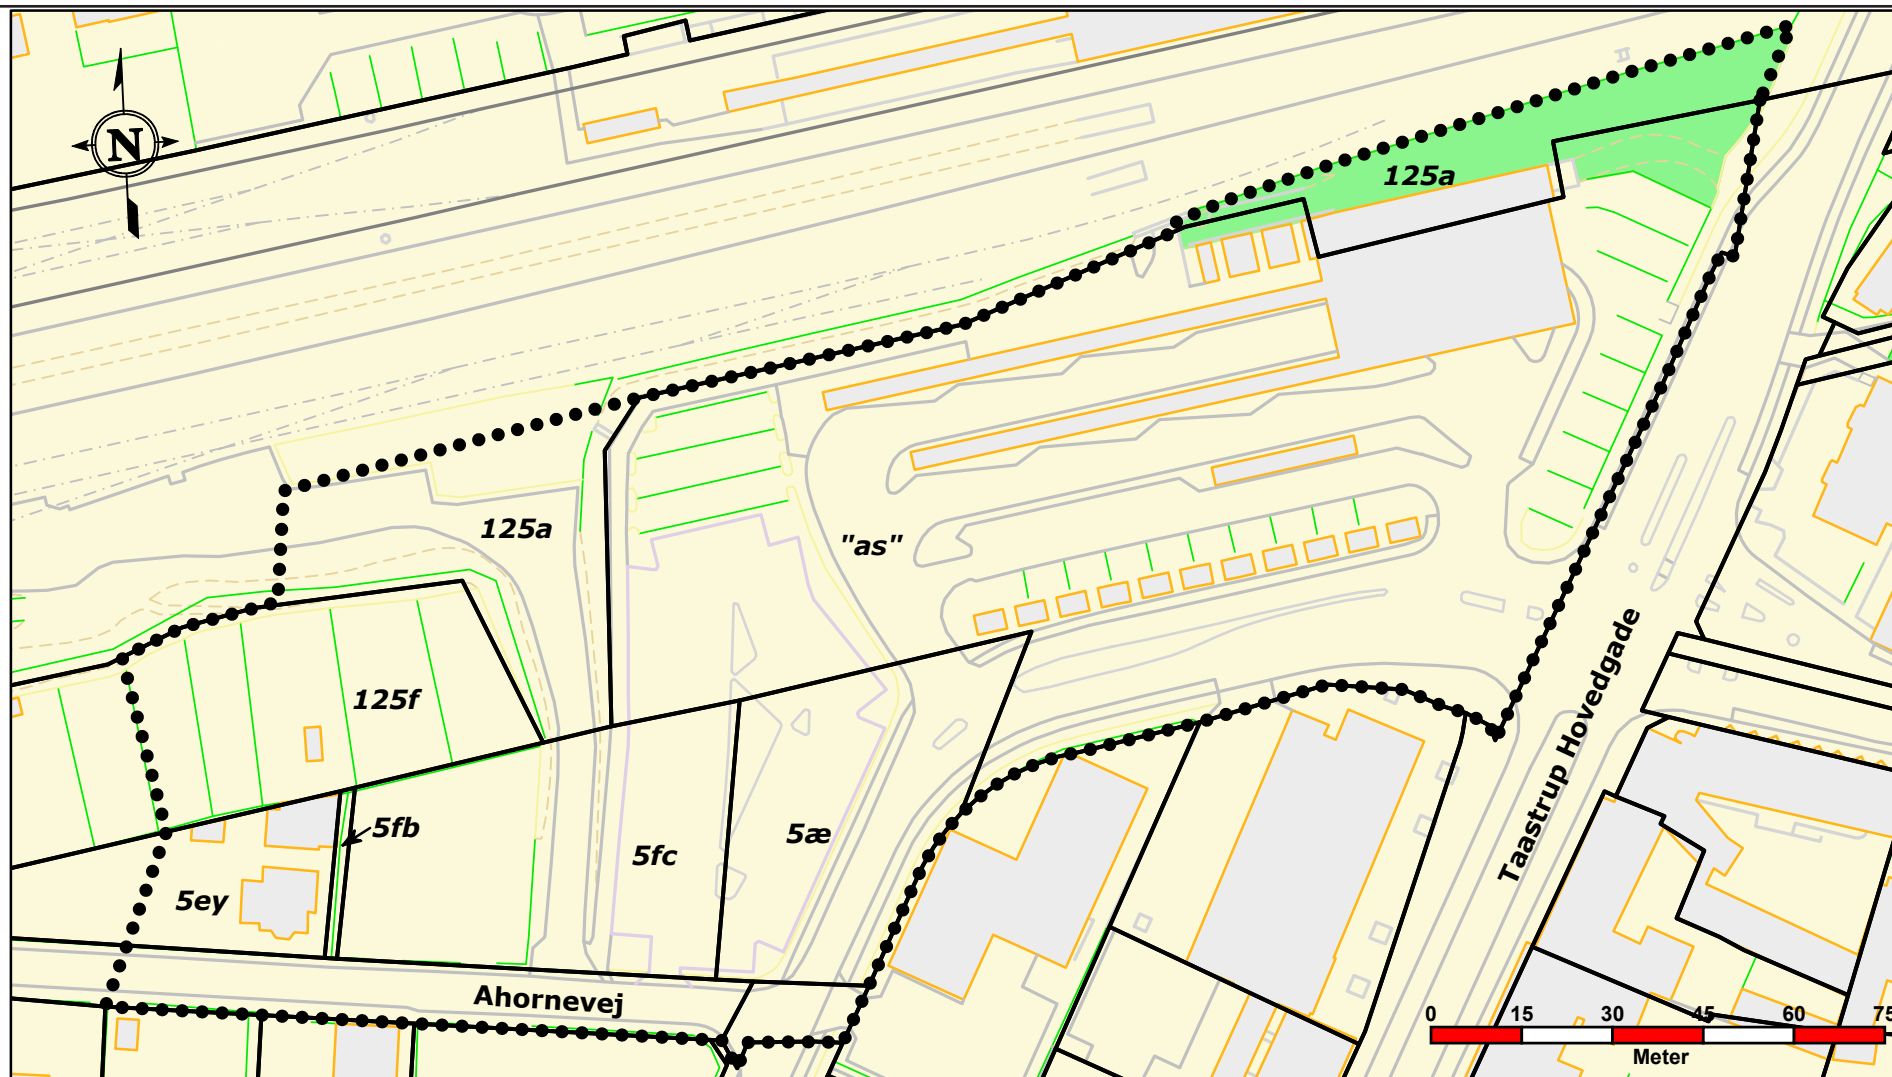 N
125a
125a
"as"
125f
5fb
5ey
5fc
5æ
Ahornevej
Taastrup Hovedgade
0 15 30 45 60 75
Meter